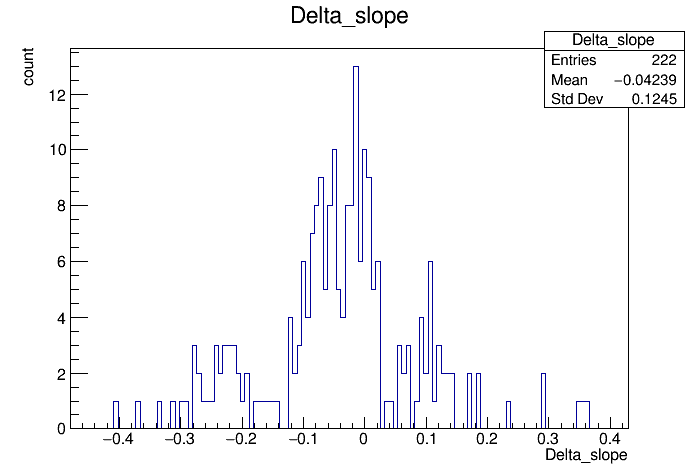 Delta_slope
Delta_slope
Entries 222
Mean −0.04239
Std Dev 0.1245
count
12
10
8
6
4
2
0
−0.4 −0.3 −0.2 −0.1 0 0.1 0.2 0.3 0.4
Delta_slope